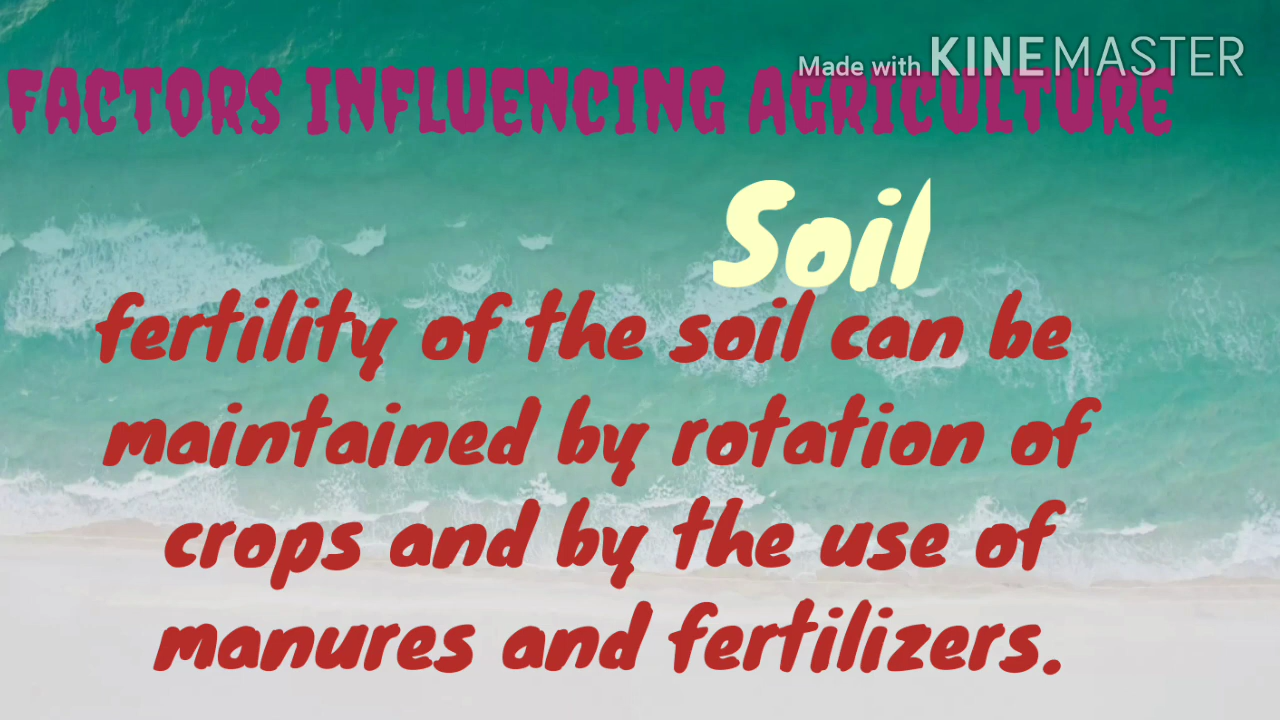 Made with KINEMASTER
FACTORS INFLUENCING AGRICULTURE
Soil
fertility of the soil can be
maintained by rotation of
crops and by the use of
manures and fertilizers.